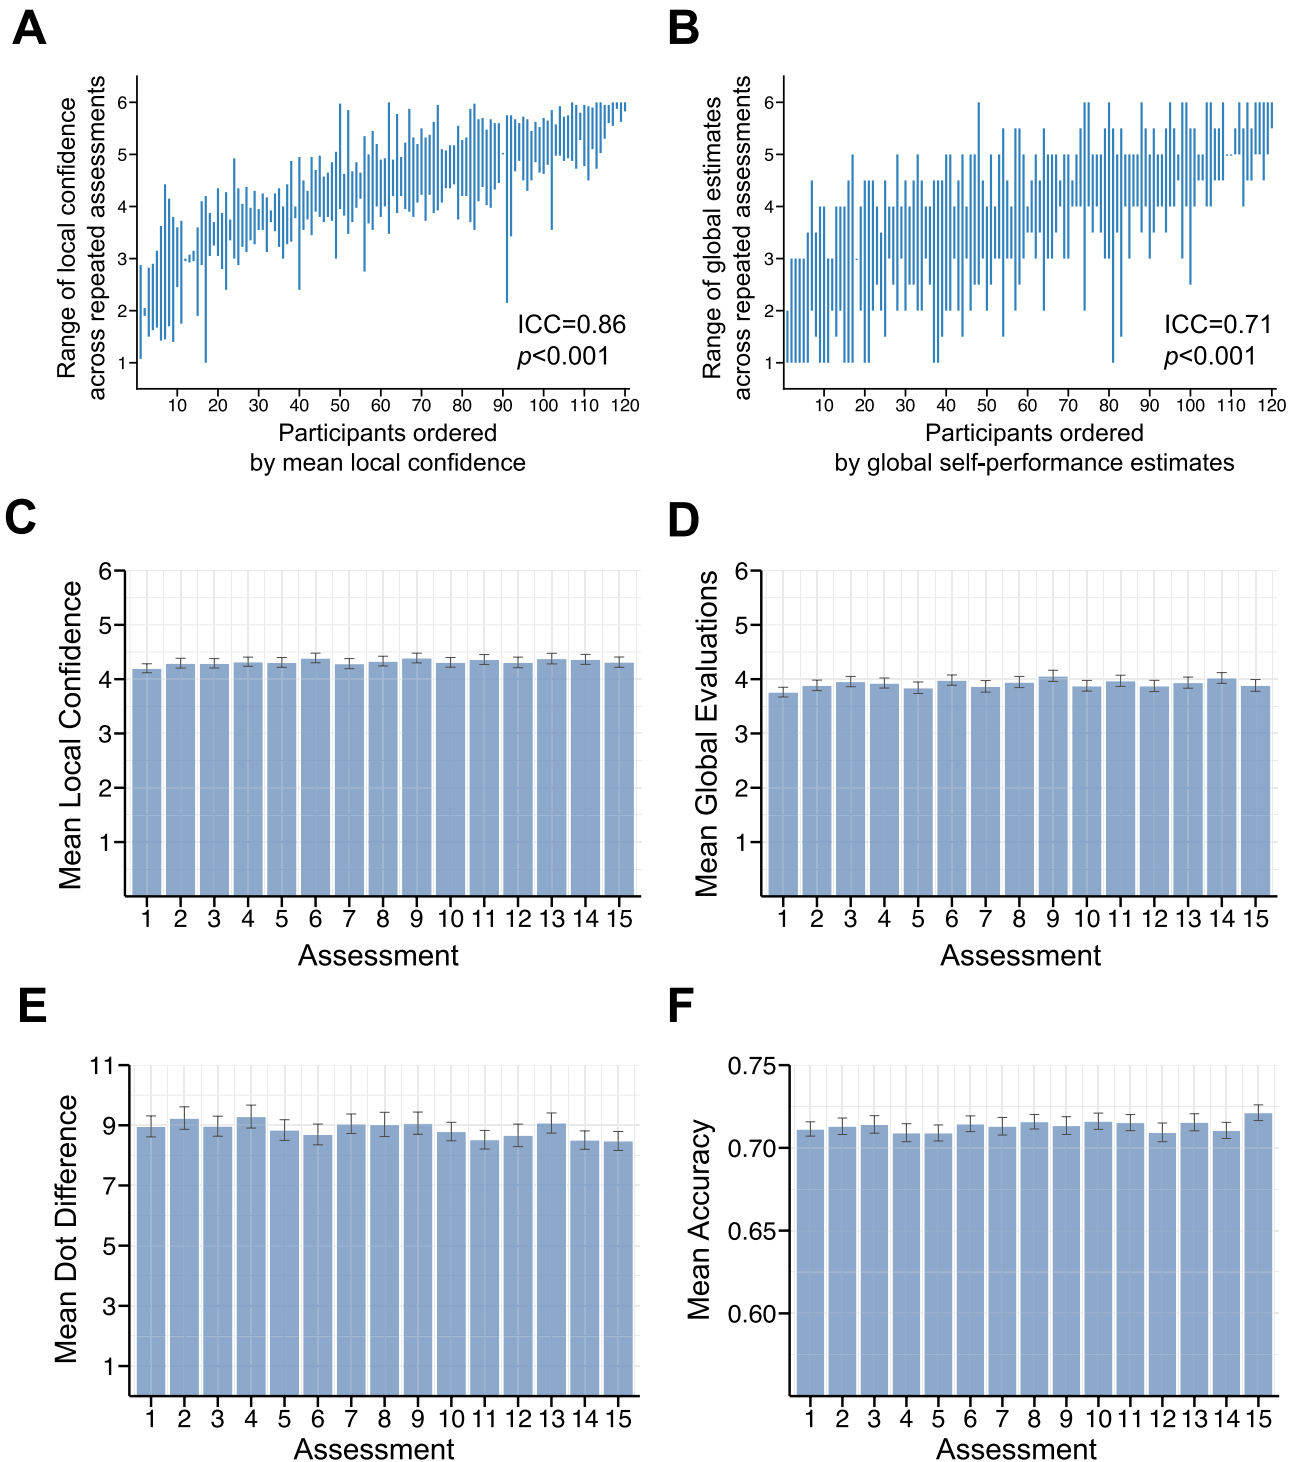 A
Range of local confidence
across repeated assessments
6
5
4
3
2
1
ICC=0.86
p<0.001
10 20 30 40 50 60 70 80 90 100 110 120
Participants ordered
by mean local confidence
B
Range of global estimates
across repeated assessments
6
5
4
3
2
1
ICC=0.71
p<0.001
10 20 30 40 50 60 70 80 90 100 110 120
Participants ordered
by global self-performance estimates
C
Mean Local Confidence
6
5
4
3
2
1
1 2 3 4 5 6 7 8 9 10 11 12 13 14 15
Assessment
D
Mean Global Evaluations
6
5
4
3
2
1
1 2 3 4 5 6 7 8 9 10 11 12 13 14 15
Assessment
E
Mean Dot Difference
11
9
7
5
3
1
1 2 3 4 5 6 7 8 9 10 11 12 13 14 15
Assessment
F
Mean Accuracy
0.75
0.70
0.65
0.60
1 2 3 4 5 6 7 8 9 10 11 12 13 14 15
Assessment